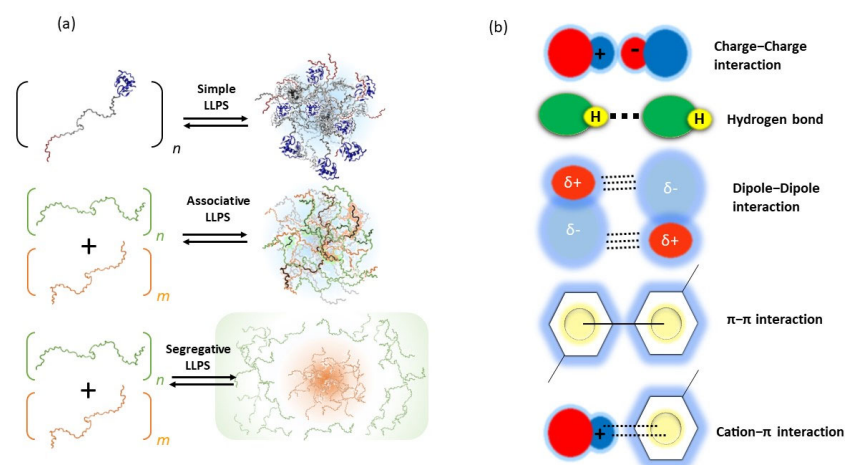 (a)
Simple
LLPS
n
Associative
LLPS
+
n
m
Segregative
LLPS
+
n
m
(b)
+ -
Charge–Charge
interaction
H H
Hydrogen bond
δ+ δ-
δ- δ+
Dipole–Dipole
interaction
π–π interaction
+
Cation–π interaction